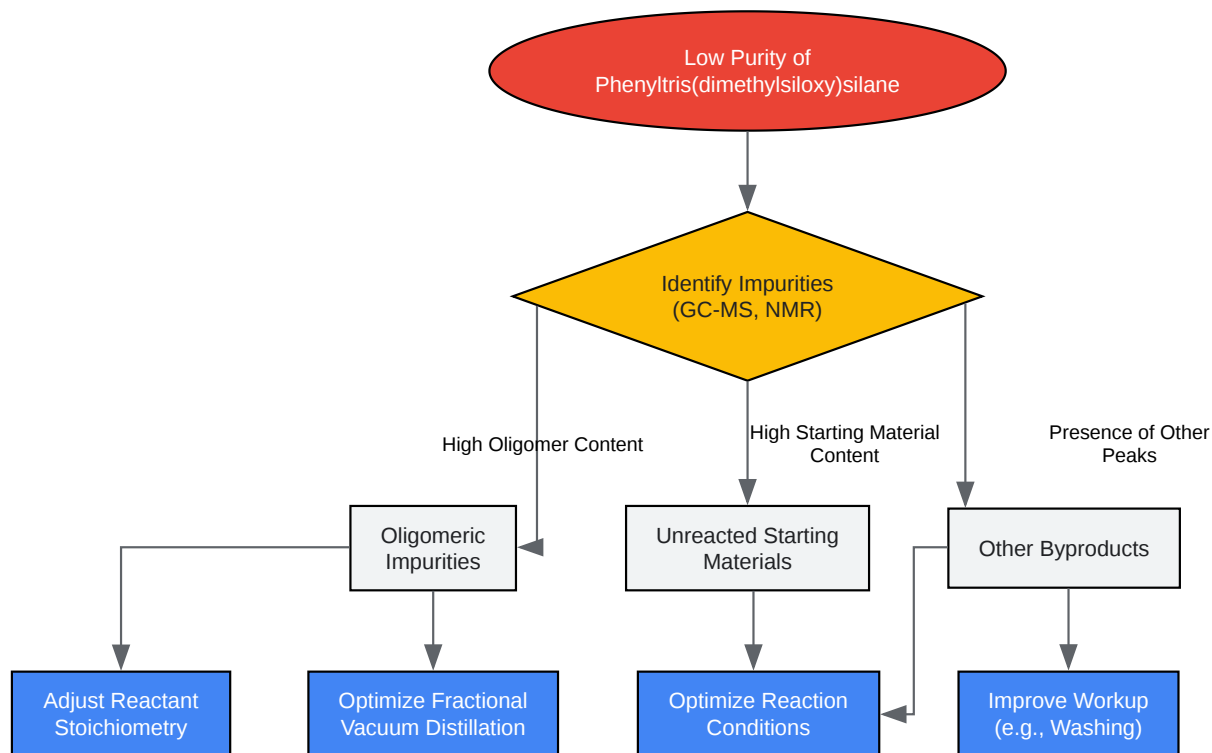 Low Purity of
Phenyltris(dimethylsiloxy)silane
Identify Impurities
(GC-MS, NMR)
High Oligomer Content
High Starting Material
Content
Presence of Other
Peaks
Oligomeric
Impurities
Unreacted Starting
Materials
Other Byproducts
Adjust Reactant
Stoichiometry
Optimize Fractional
Vacuum Distillation
Optimize Reaction
Conditions
Improve Workup
(e.g., Washing)